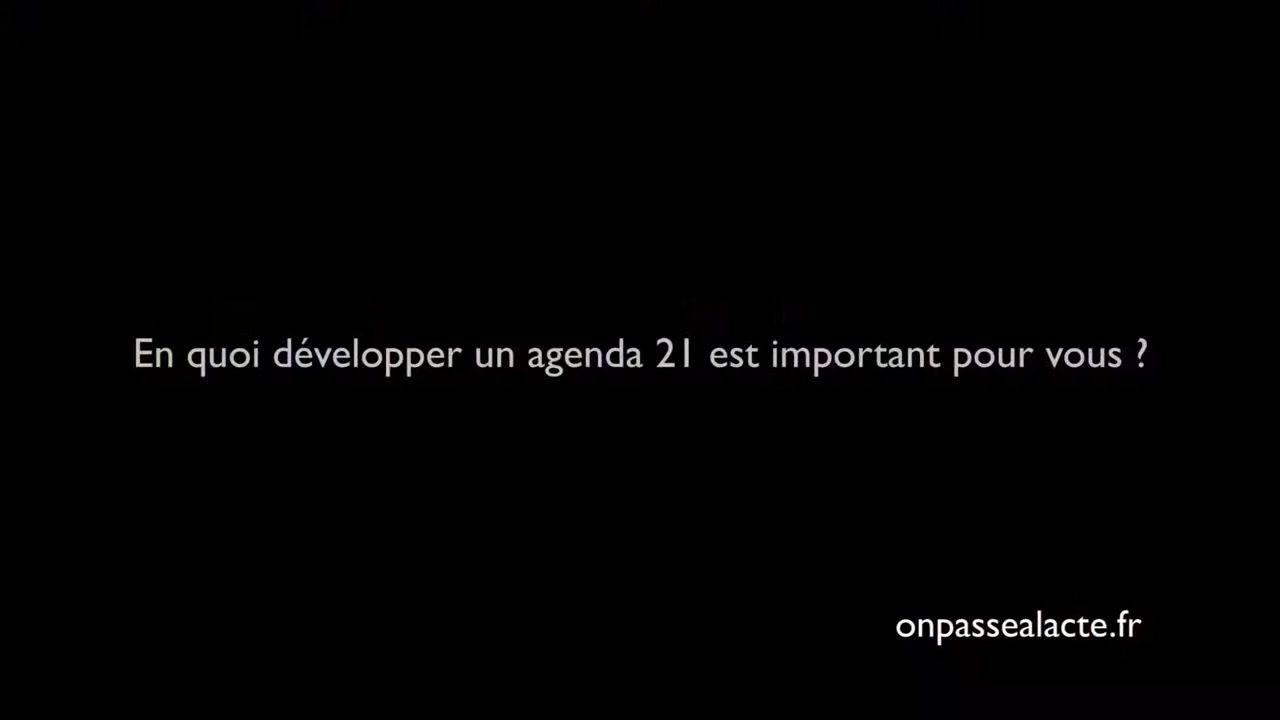 En quoi développer un agenda 21 est important pour vous ?
onpassealacte.fr